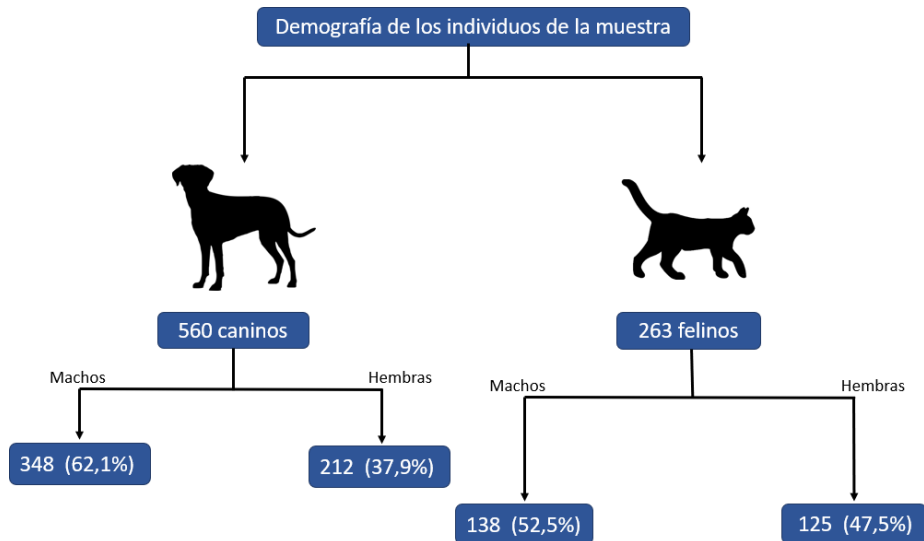 Demografía de los individuos de la muestra
560 caninos
263 felinos
Machos
Hembras
Machos
Hembras
348 (62,1%)
212 (37,9%)
138 (52,5%)
125 (47,5%)